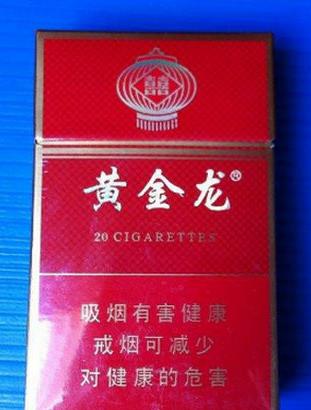 囍
黄金龙®
20 CIGARETTES
吸烟有害健康
戒烟可减少
对健康的危害